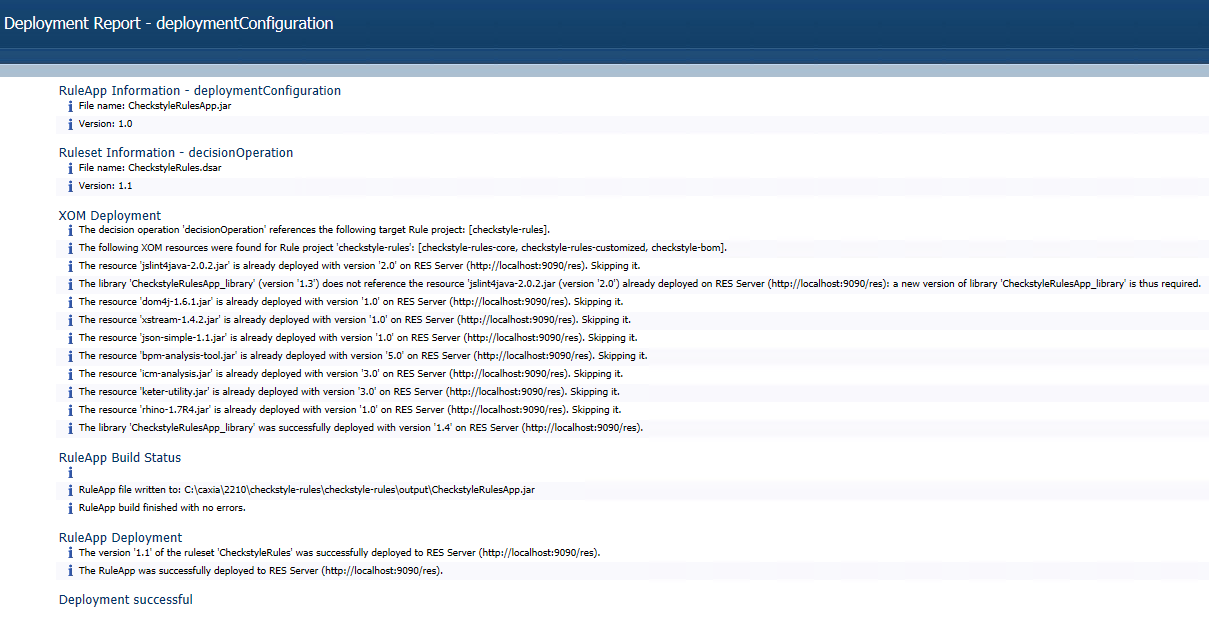 Deployment Report - deploymentConfiguration
RuleApp Information - deploymentConfiguration
File name: CheckstyleRulesApp.jar
Version: 1.0
Ruleset Information - decisionOperation
File name: CheckstyleRules.dsar
Version: 1.1
XOM Deployment
The decision operation 'decisionOperation' references the following target Rule project: [checkstyle-rules].
The following XOM resources were found for Rule project 'checkstyle-rules': [checkstyle-rules-core, checkstyle-rules-customized, checkstyle-bom].
The resource 'jslint4java-2.0.2.jar' is already deployed with version '2.0' on RES Server (http://localhost:9090/res). Skipping it.
The library 'CheckstyleRulesApp_library' (version '1.3') does not reference the resource 'jslint4java-2.0.2.jar (version '2.0') already deployed on RES Server (http://localhost:9090/res): a new version of library 'CheckstyleRulesApp_library' is thus required.
The resource 'dom4j-1.6.1.jar' is already deployed with version '1.0' on RES Server (http://localhost:9090/res). Skipping it.
The resource 'xstream-1.4.2.jar' is already deployed with version '1.0' on RES Server (http://localhost:9090/res). Skipping it.
The resource 'json-simple-1.1.jar' is already deployed with version '1.0' on RES Server (http://localhost:9090/res). Skipping it.
The resource 'bpm-analysis-tool.jar' is already deployed with version '5.0' on RES Server (http://localhost:9090/res). Skipping it.
The resource 'icm-analysis.jar' is already deployed with version '3.0' on RES Server (http://localhost:9090/res). Skipping it.
The resource 'keter-utility.jar' is already deployed with version '3.0' on RES Server (http://localhost:9090/res). Skipping it.
The resource 'rhino-1.7R4.jar' is already deployed with version '1.0' on RES Server (http://localhost:9090/res). Skipping it.
The library 'CheckstyleRulesApp_library' was successfully deployed with version '1.4' on RES Server (http://localhost:9090/res).
RuleApp Build Status
RuleApp file written to: C:\caxia\2210\checkstyle-rules\checkstyle-rules\output\CheckstyleRulesApp.jar
RuleApp build finished with no errors.
RuleApp Deployment
The version '1.1' of the ruleset 'CheckstyleRules' was successfully deployed to RES Server (http://localhost:9090/res).
The RuleApp was successfully deployed to RES Server (http://localhost:9090/res).
Deployment successful